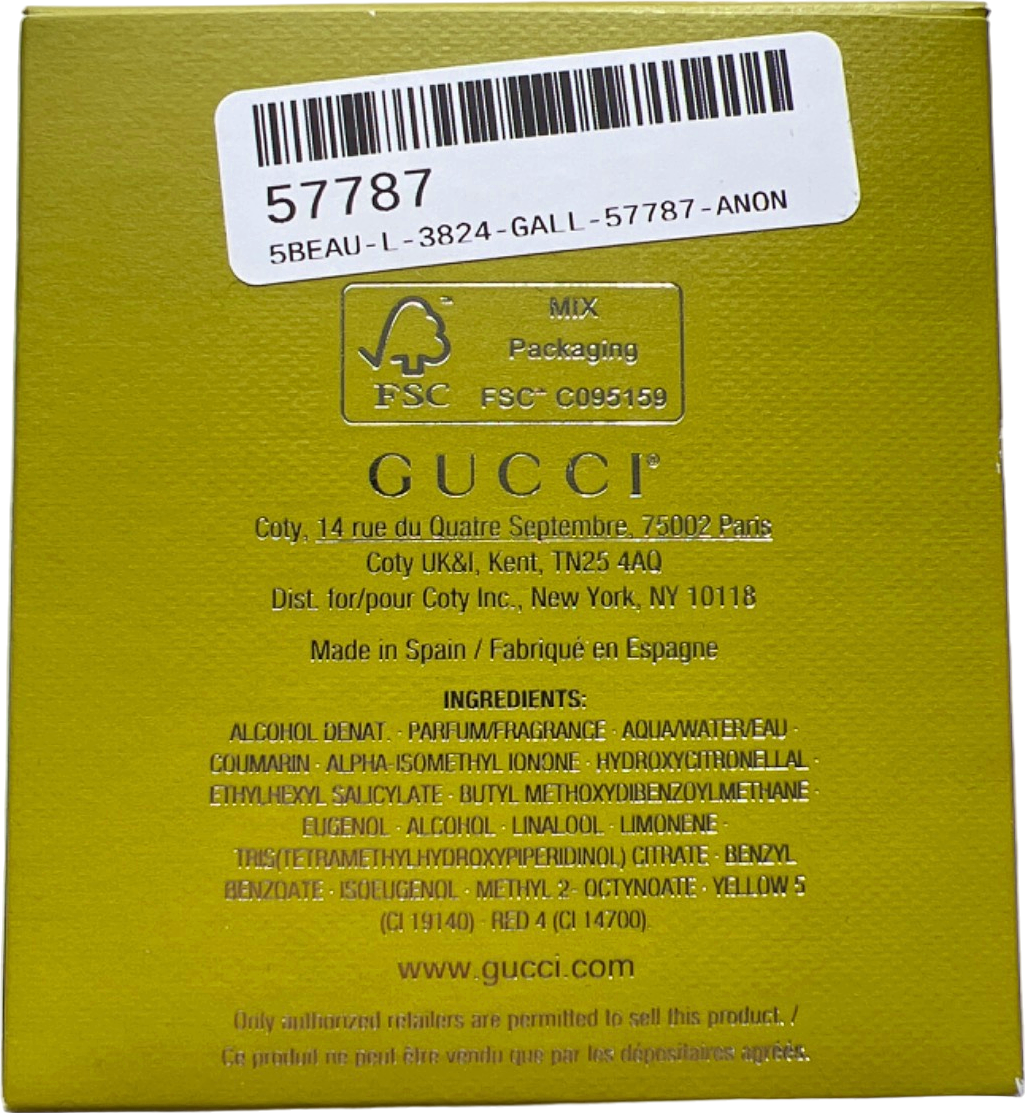 57787
5BEAU-L-3824-GALL-57787-ANON
MIX
Packaging
FSC™ C095159
FSC™
GUCCI®
Coty, 14 rue du Quatre Septembre, 75002 Paris
Coty UK&I, Kent, TN25 4AQ
Dist. for/pour Coty Inc., New York, NY 10118
Made in Spain / Fabriqué en Espagne
INGREDIENTS:
ALCOHOL DENAT. · PARFUM/FRAGRANCE · AQUA/WATER/EAU ·
COUMARIN · ALPHA-ISOMETHYL IONONE · HYDROXYCITRONELLAL ·
ETHYLHEXYL SALICYLATE · BUTYL METHOXYDIBENZOYLMETHANE ·
EUGENOL · ALCOHOL · LINALOOL · LIMONENE ·
TRIS(TETRAMETHYLHYDROXYPIPERIDINOL) CITRATE · BENZYL
BENZOATE · ISOEUGENOL · METHYL 2- OCTYNOATE · YELLOW 5
(CI 19140) · RED 4 (CI 14700).
www.gucci.com
Only authorized retailers are permitted to sell this product. /
Ce produit ne peut être vendu que par les dépositaires agréés.